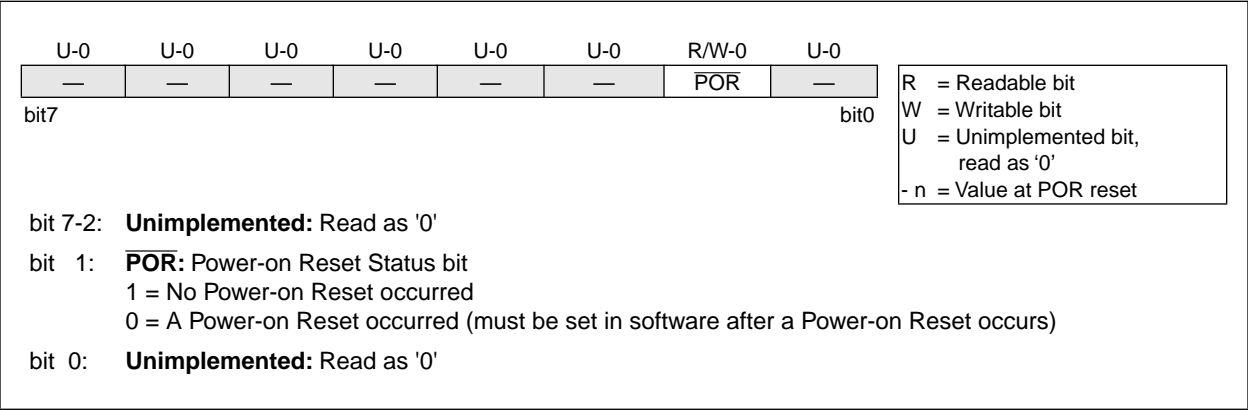 U-0 U-0 U-0 U-0 U-0 U-0 R/W-0 U-0
— — — — — — P̅O̅R̅ —
bit7 bit0
R = Readable bit
W = Writable bit
U = Unimplemented bit,
read as ‘0’
- n = Value at POR reset
bit 7-2: Unimplemented: Read as '0'
bit 1: P̅O̅R̅: Power-on Reset Status bit
1 = No Power-on Reset occurred
0 = A Power-on Reset occurred (must be set in software after a Power-on Reset occurs)
bit 0: Unimplemented: Read as '0'